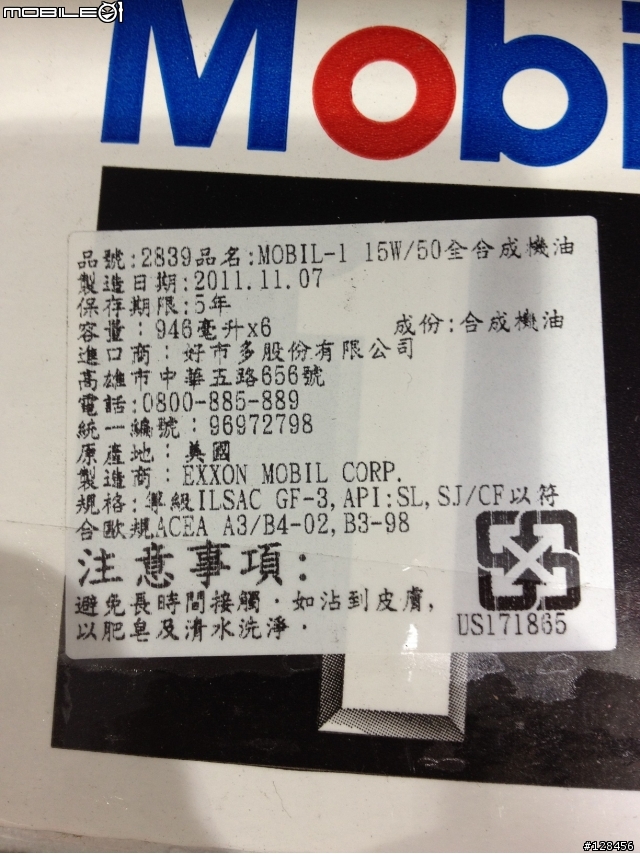 MOBILE01
Mobil
1
品號:2839品名:MOBIL-1 15W/50全合成機油
製造日期:2011.11.07
保存期限:5年
容量:946毫升x6 成份:合成機油
進口商:好市多股份有限公司
高雄市中華五路656號
電話:0800-885-889
統一編號:96972798
原產地:美國
製造商:EXXON MOBIL CORP.
規格:等級ILSAC GF-3,API:SL,SJ/CF以符
合歐規ACEA A3/B4-02,B3-98
注意事項:
避免長時間接觸.如沾到皮膚,
以肥皂及清水洗淨.
US171865
#128456